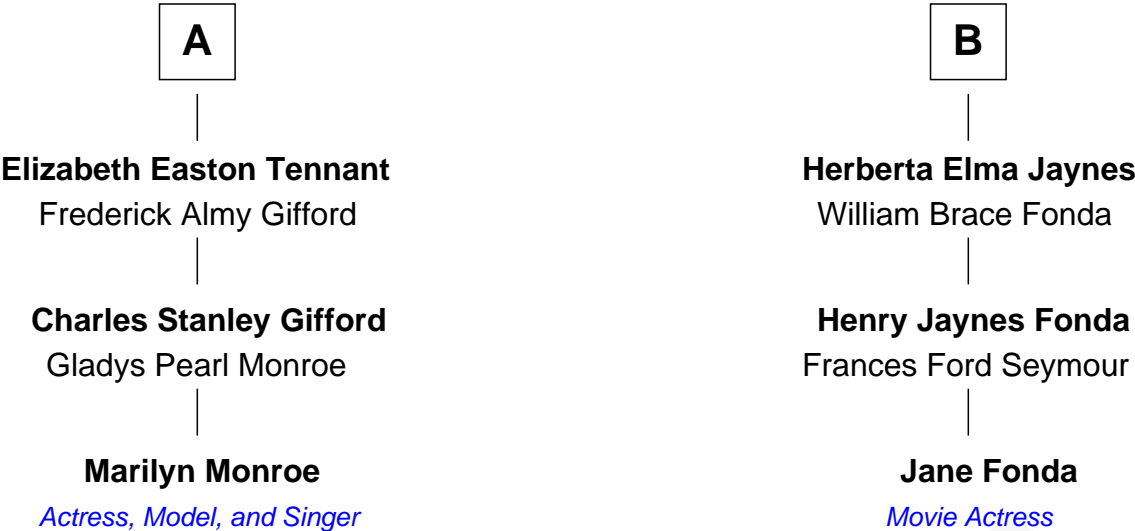 A
B
Elizabeth Easton Tennant
Frederick Almy Gifford
Herberta Elma Jaynes
William Brace Fonda
Charles Stanley Gifford
Gladys Pearl Monroe
Henry Jaynes Fonda
Frances Ford Seymour
Marilyn Monroe
Actress, Model, and Singer
Jane Fonda
Movie Actress